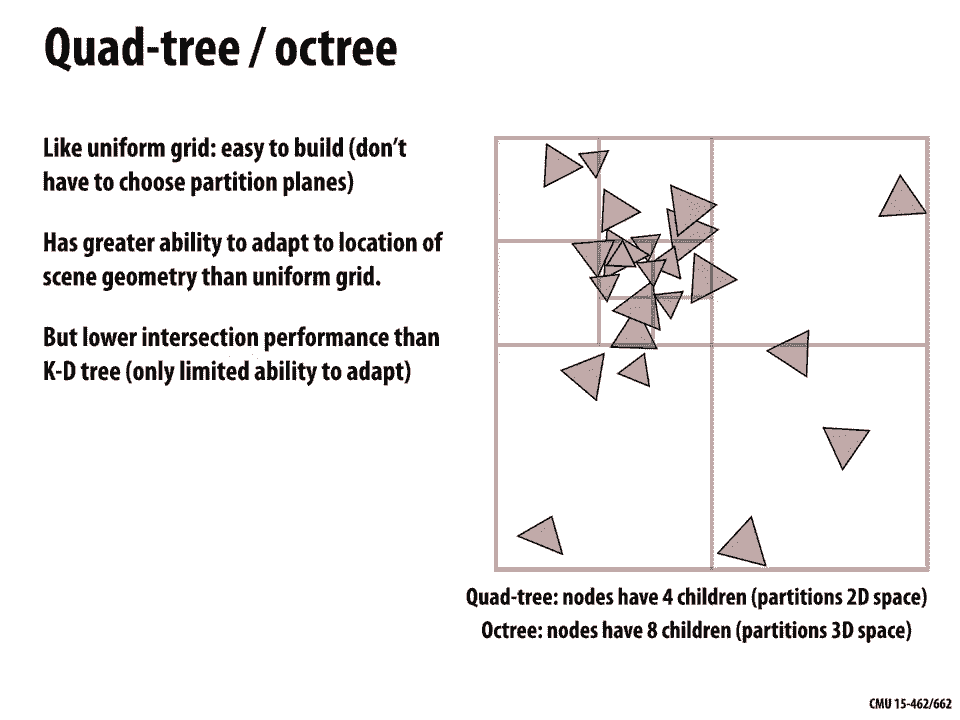 Quad-tree / octree
Like uniform grid: easy to build (don't
have to choose partition planes)
Has greater ability to adapt to location of
scene geometry than uniform grid.
But lower intersection performance than
K-D tree (only limited ability to adapt)
Quad-tree: nodes have 4 children (partitions 2D space)
Octree: nodes have 8 children (partitions 3D space)
CMU 15-462/662